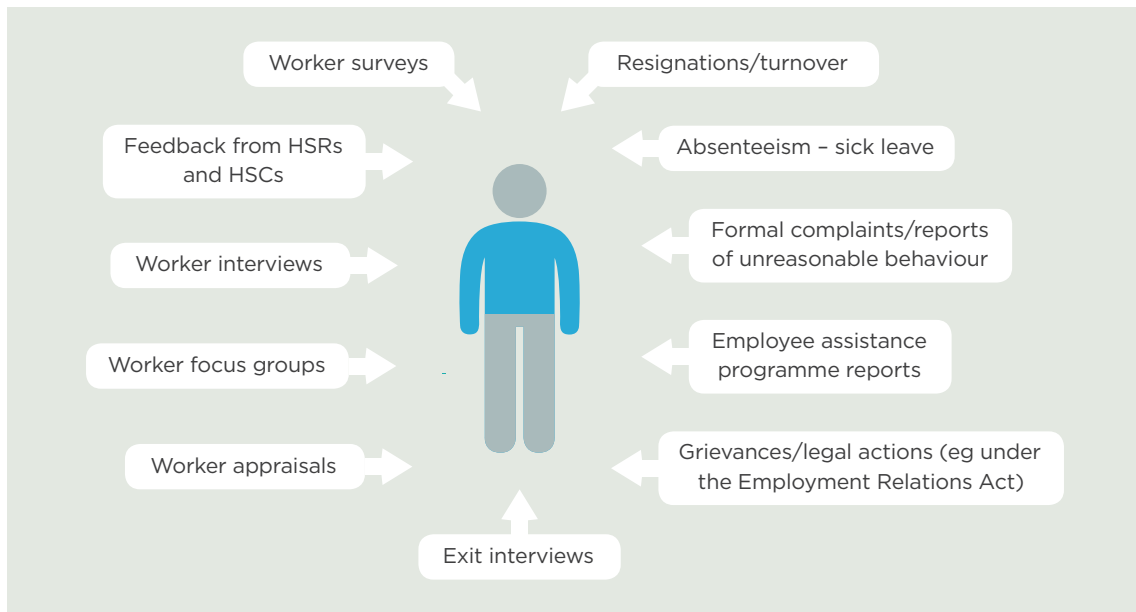 Worker surveys
Resignations/turnover
Feedback from HSRs
and HSCs
Absenteeism – sick leave
Worker interviews
Formal complaints/reports
of unreasonable behaviour
Worker focus groups
Employee assistance
programme reports
Worker appraisals
Grievances/legal actions (eg under
the Employment Relations Act)
Exit interviews